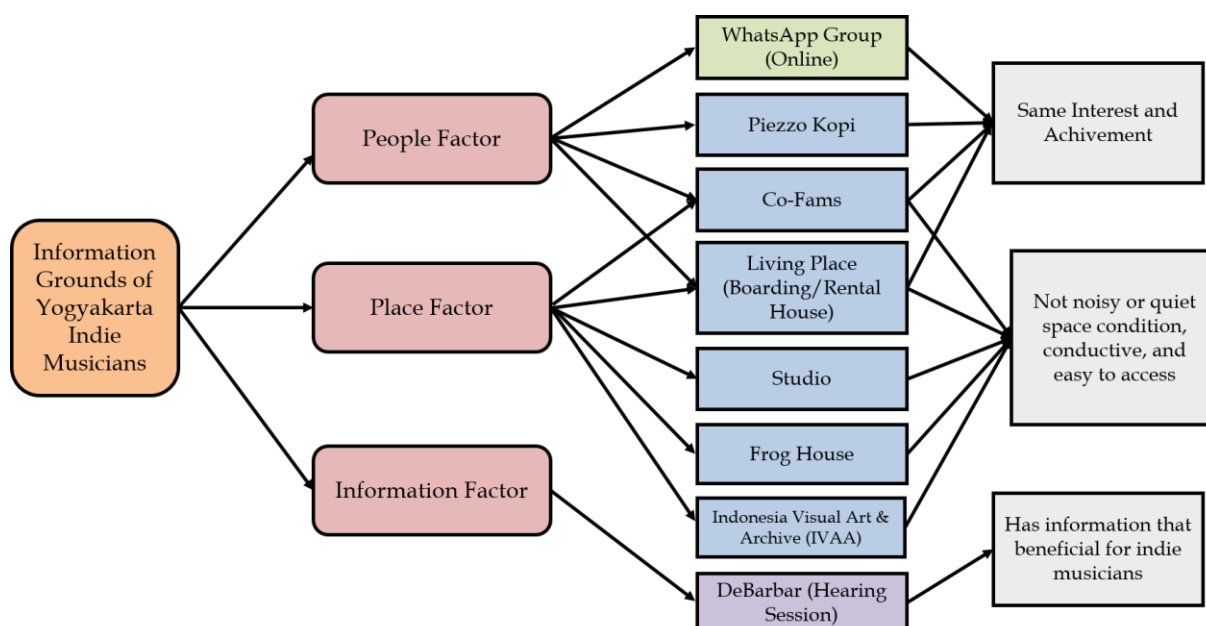 Information
Grounds of
Yogyakarta
Indie
Musicians
People Factor
Place Factor
Information Factor
WhatsApp Group
(Online)
Piezzo Kopi
Co-Fams
Living Place
(Boarding/Rental
House)
Studio
Frog House
Indonesia Visual Art &
Archive (IVAA)
DeBarbar (Hearing
Session)
Same Interest and
Achivement
Not noisy or quiet
space condition,
conductive, and
easy to access
Has information that
beneficial for indie
musicians